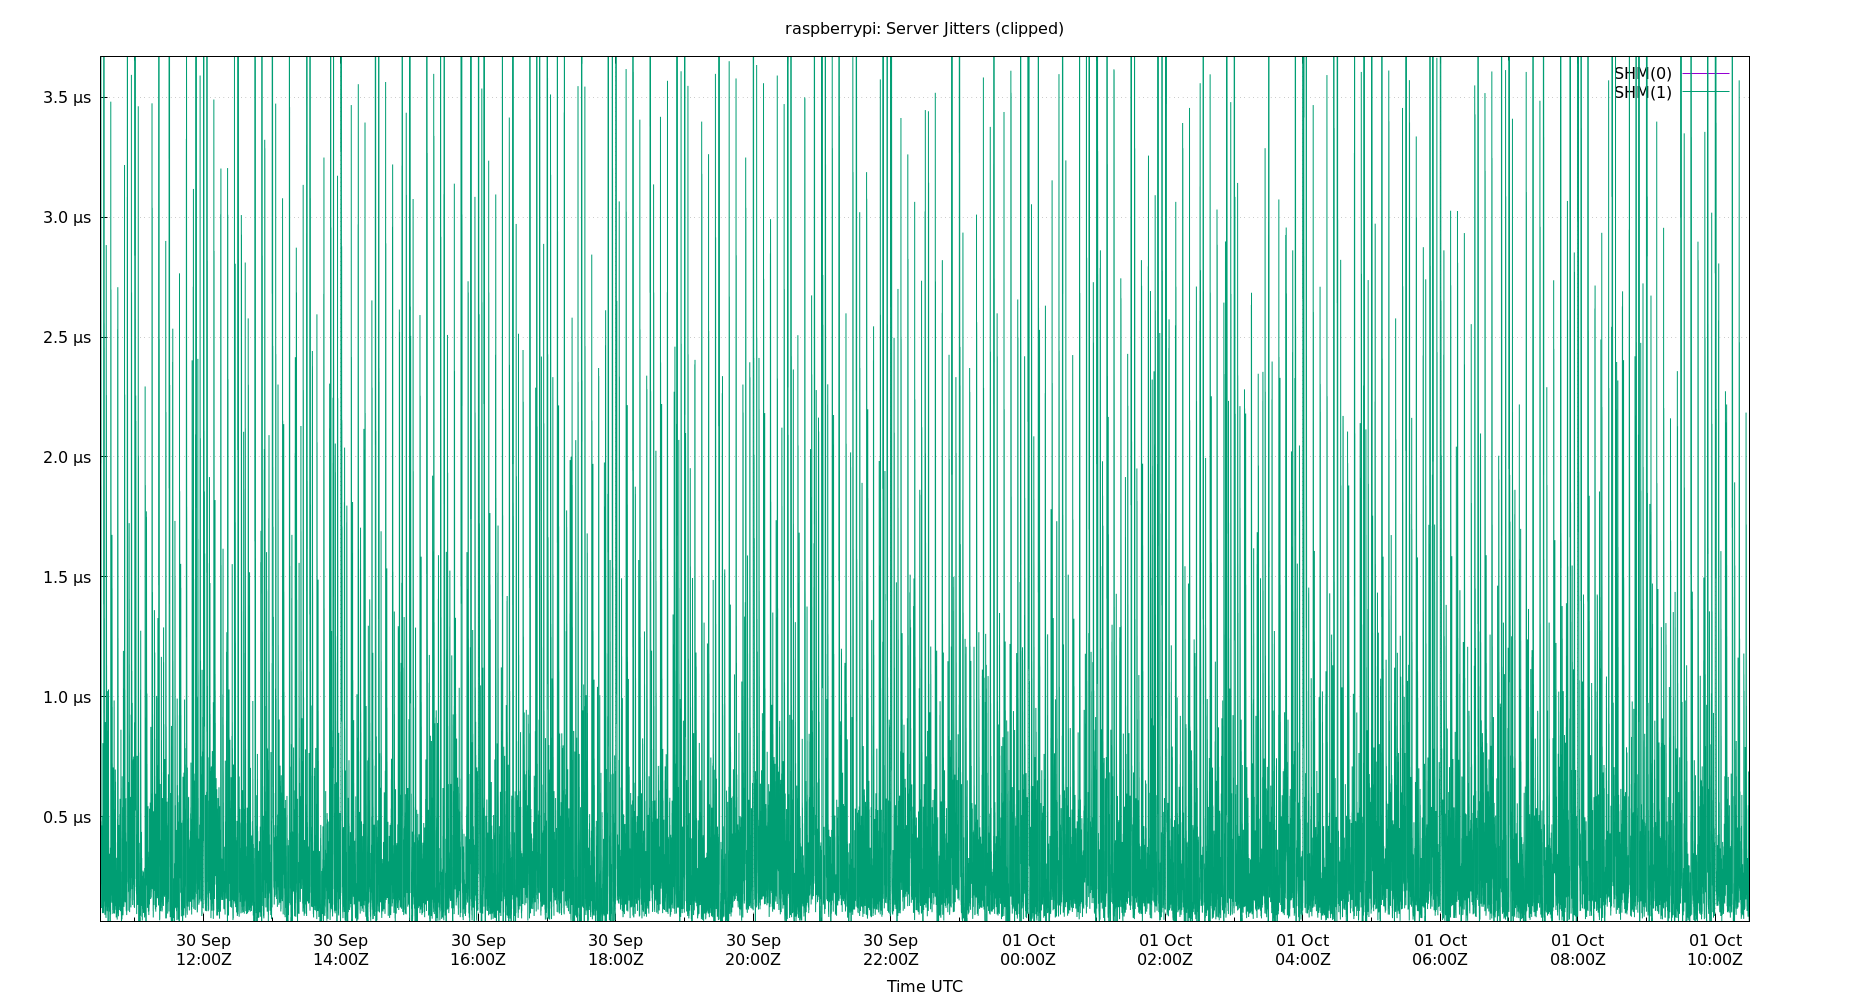 raspberrypi: Server Jitters (clipped)
SHM(0)
SHM(1)
3.5 µs
3.0 µs
2.5 µs
2.0 µs
1.5 µs
1.0 µs
0.5 µs
30 Sep 30 Sep 30 Sep 30 Sep 30 Sep 30 Sep 01 Oct 01 Oct 01 Oct 01 Oct 01 Oct 01 Oct
12:00Z 14:00Z 16:00Z 18:00Z 20:00Z 22:00Z 00:00Z 02:00Z 04:00Z 06:00Z 08:00Z 10:00Z
Time UTC